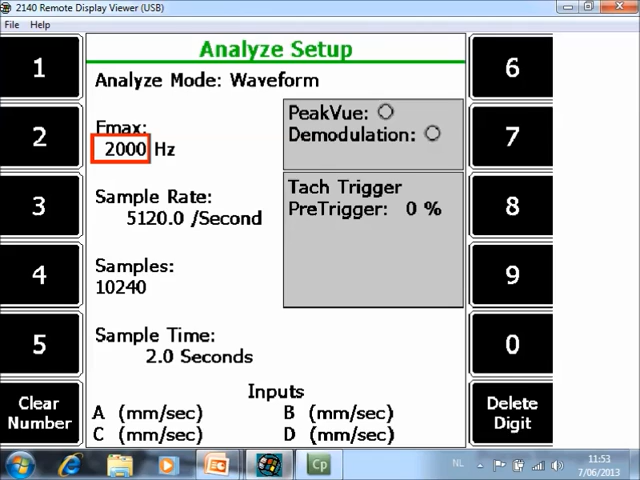 2140 Remote Display Viewer (USB)
File Help
Analyze Setup
Analyze Mode: Waveform
Fmax:
2000 Hz
Sample Rate:
5120.0 /Second
Samples:
10240
Sample Time:
2.0 Seconds
PeakVue:
Demodulation:
Tach Trigger
PreTrigger: 0 %
Inputs
A (mm/sec) B (mm/sec)
C (mm/sec) D (mm/sec)
1
2
3
4
5
Clear
Number
6
7
8
9
0
Delete
Digit
Cp
NL
11:53
7/06/2013